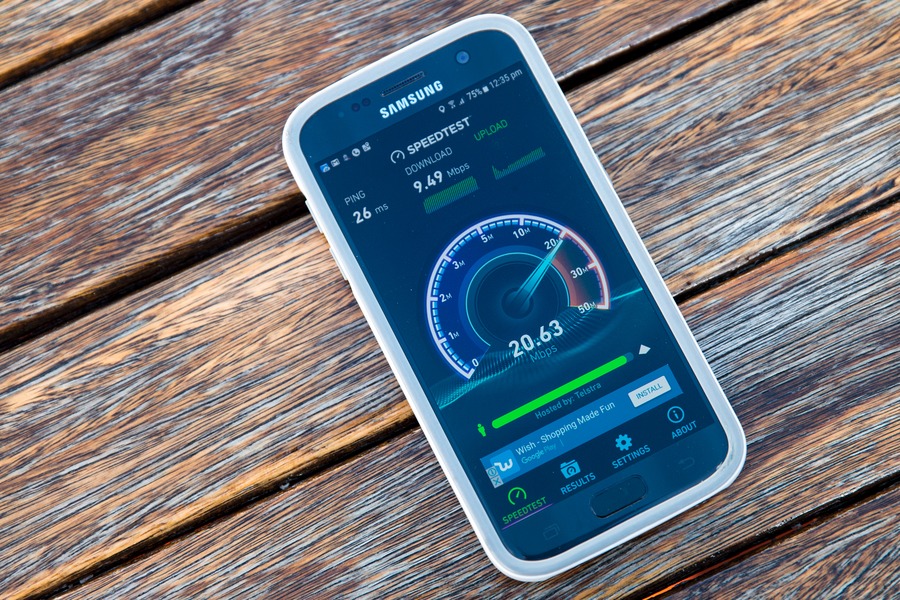 SAMSUNG
75% 12:35 pm
SPEEDTEST
PING
26 ms
DOWNLOAD
9.49 Mbps
UPLOAD
0
1M
2M
3M
5M
10M
20M
30M
50M
20.63
Mbps
Hosted by: Telstra
Wish - Shopping Made Fun
Google Play
INSTALL
w
SPEEDTEST
RESULTS
SETTINGS
ABOUT